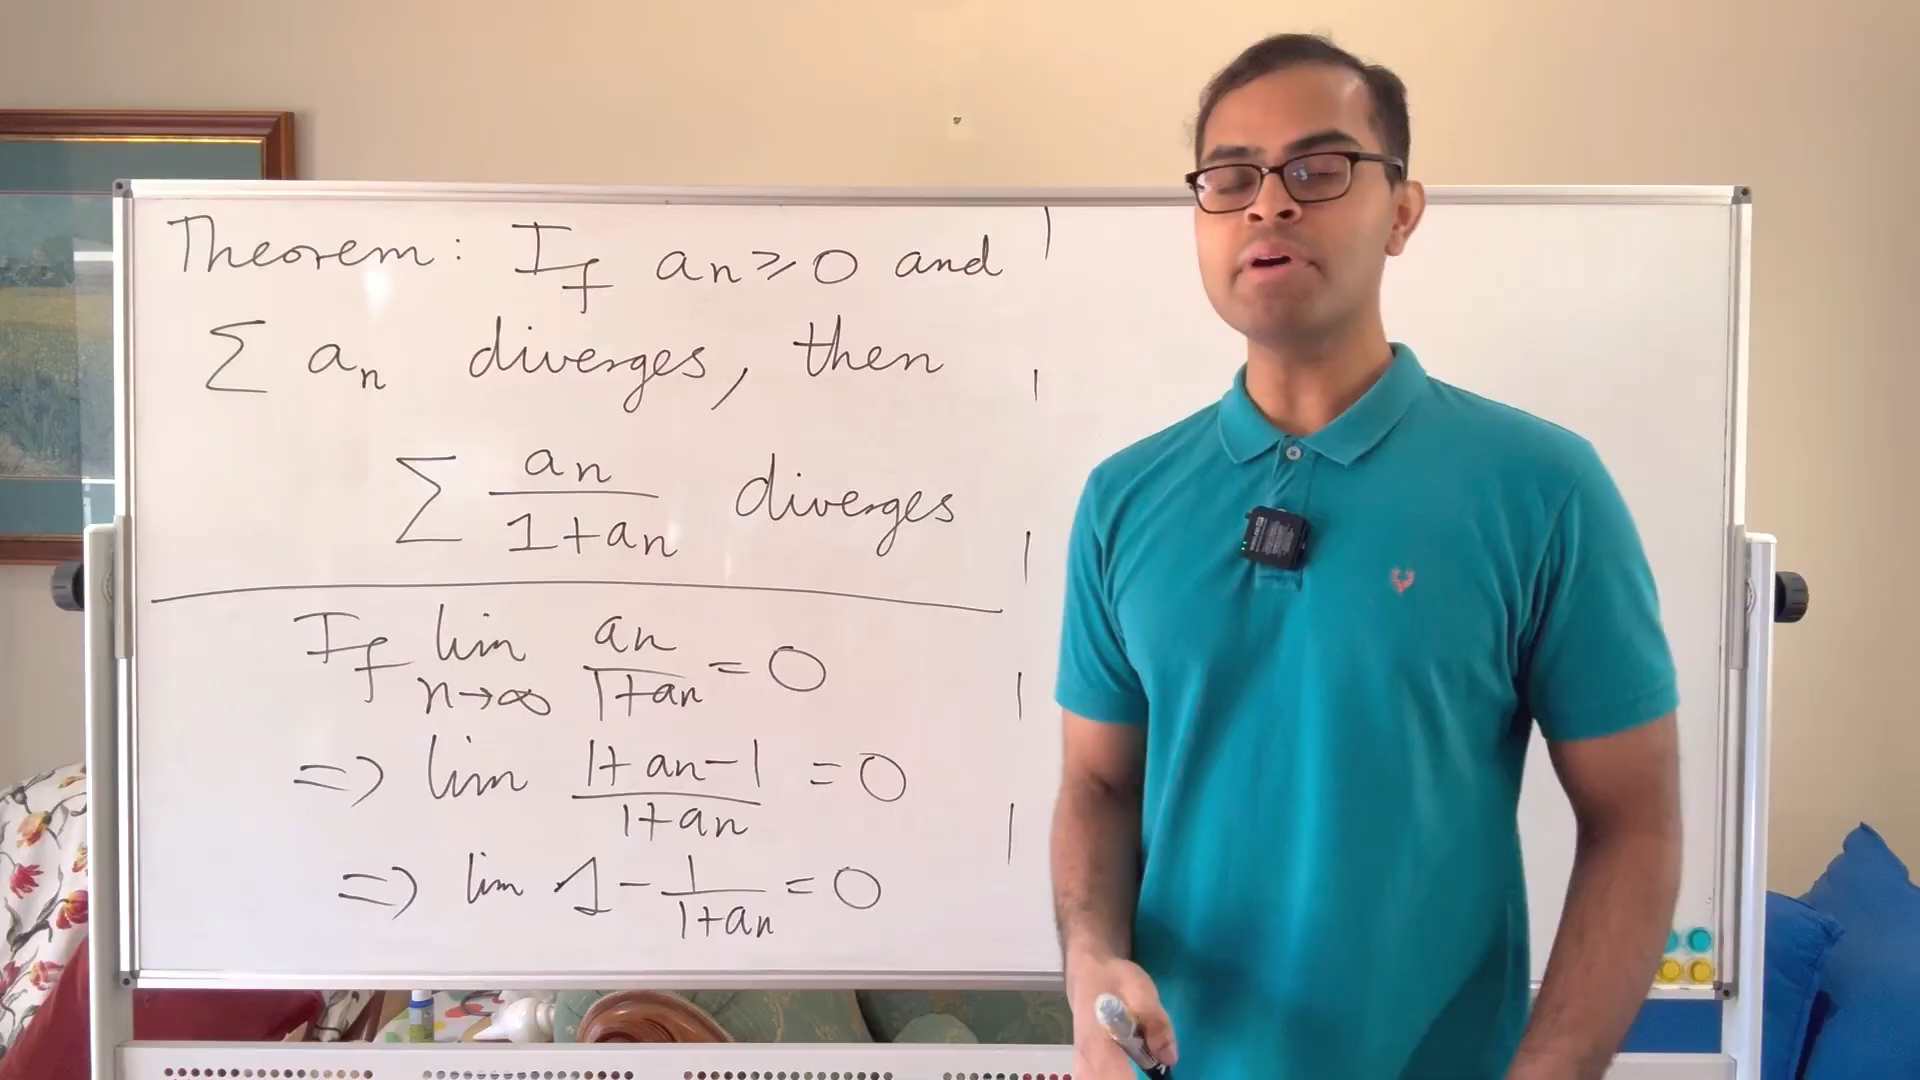 Theorem: If an ≥ 0 and
∑ an diverges, then
∑ an/1+an diverges
If lim n→∞ an/1+an = 0
=> lim 1+an-1/1+an = 0
=> lim 1 - 1/1+an = 0